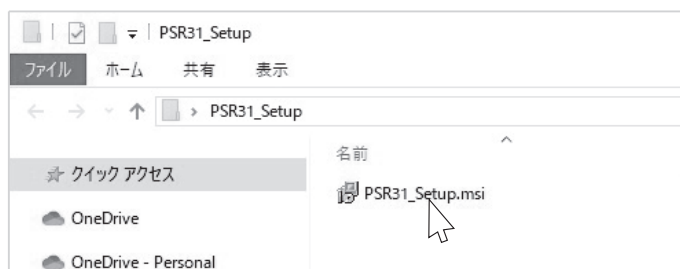 PSR31_Setup
ファイル ホーム 共有 表示
PSR31_Setup
名前
クイック アクセス
PSR31_Setup.msi
OneDrive
OneDrive - Personal